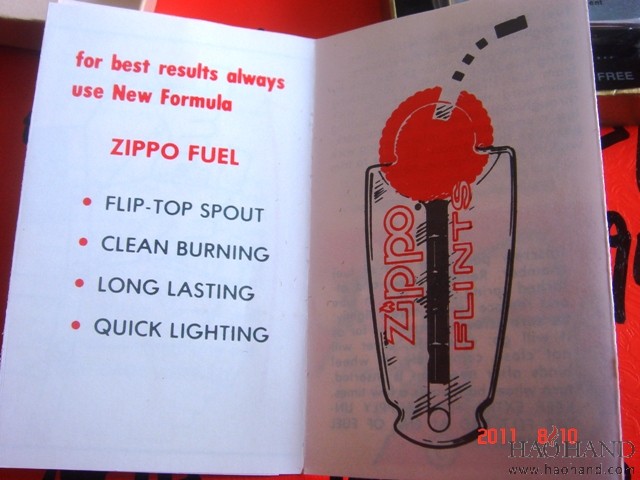 for best results always
use New Formula
ZIPPO FUEL
• FLIP-TOP SPOUT
• CLEAN BURNING
• LONG LASTING
• QUICK LIGHTING
Zippo
FLINTS
FREE
2011 8/10
HAOHAND
www.haohand.com